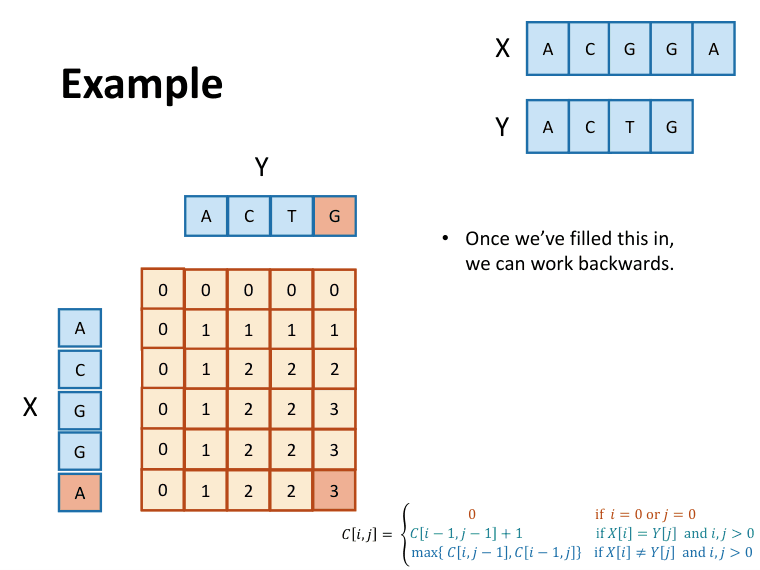 Example
X A C G G A
Y A C T G
Y
A C T G
• Once we’ve filled this in,
we can work backwards.
0 0 0 0 0
A 0 1 1 1 1
C 0 1 2 2 2
X G 0 1 2 2 3
G 0 1 2 2 3
A 0 1 2 2 3
0 if i = 0 or j = 0
C[i, j] = { C[i − 1, j − 1] + 1 if X[i] = Y[j] and i, j > 0
max{ C[i, j − 1], C[i − 1, j]} if X[i] ≠ Y[j] and i, j > 0